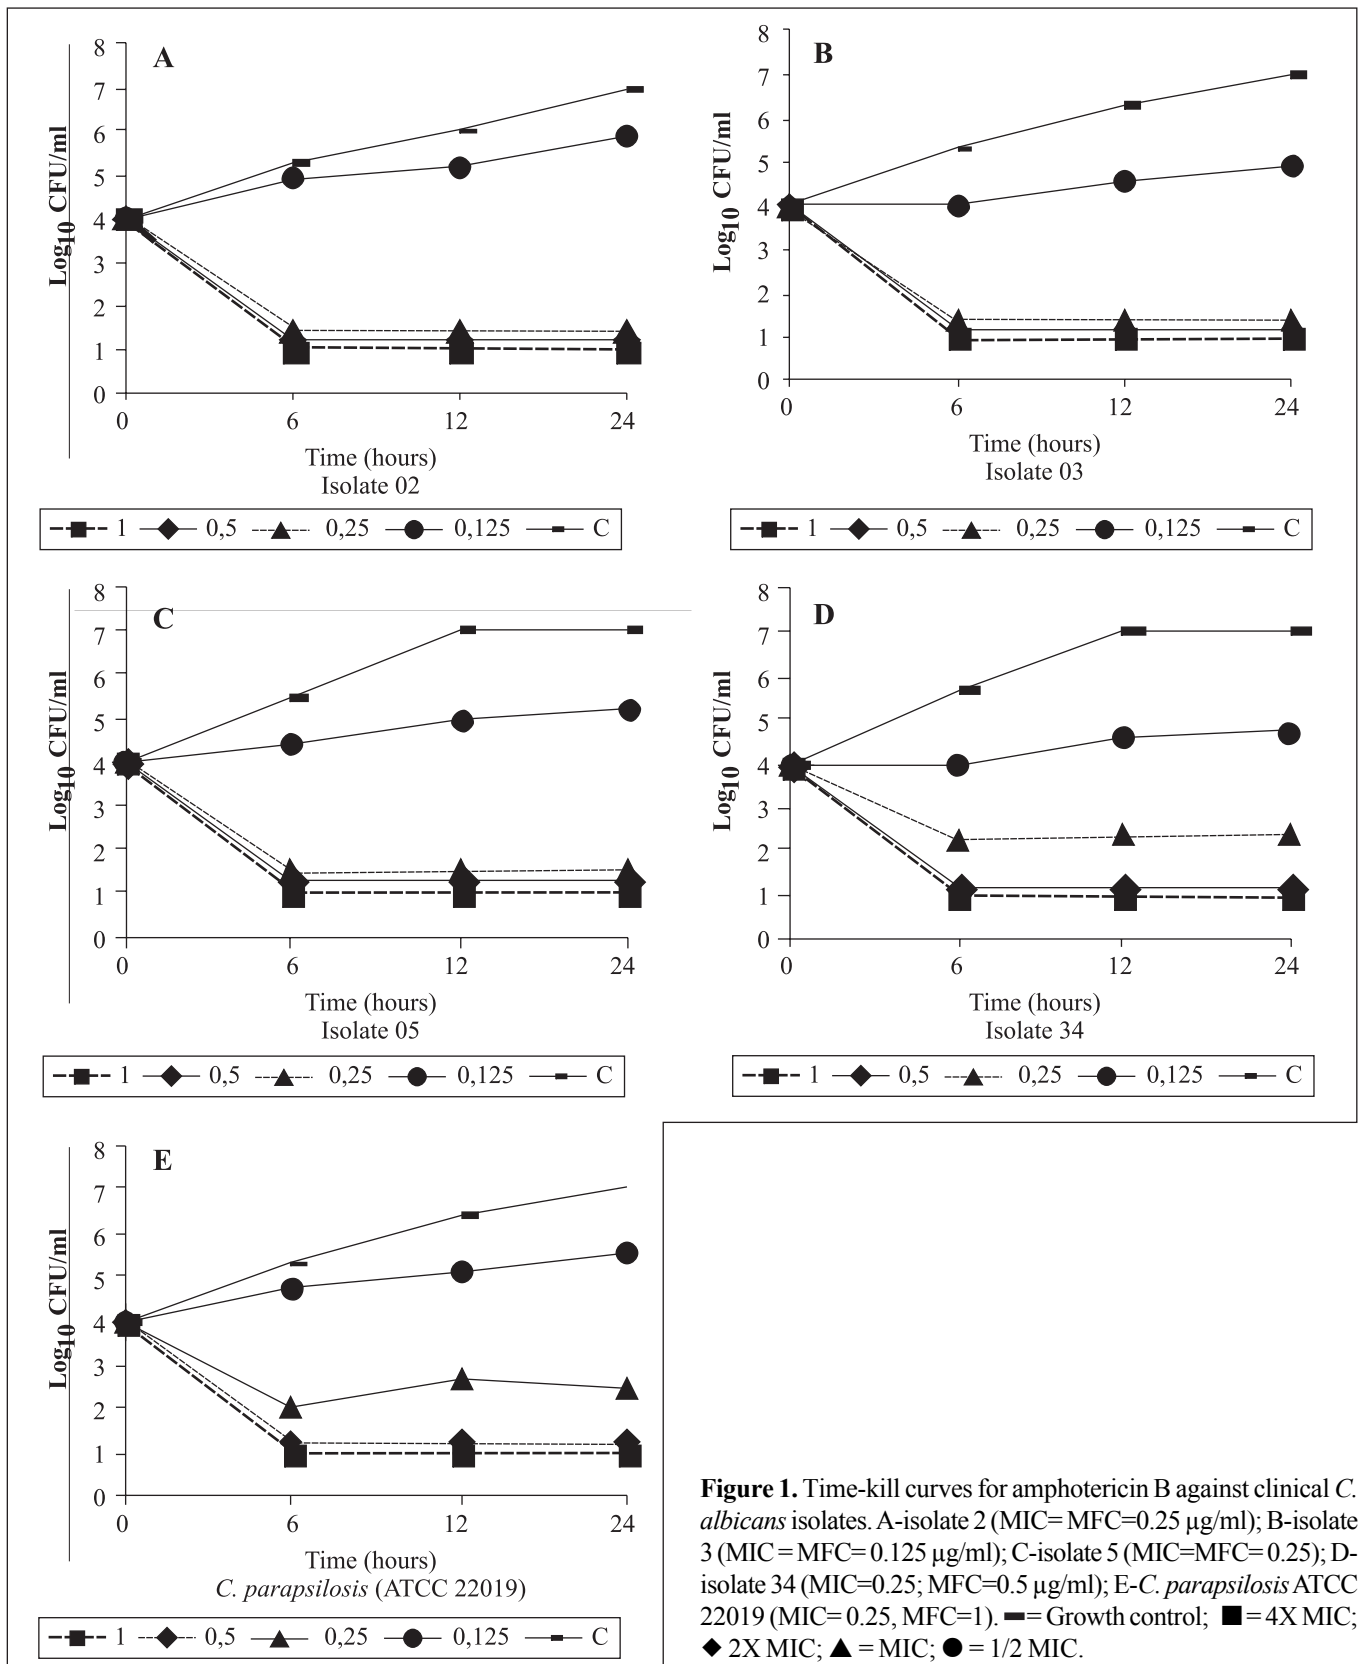 A
8
7
6
5
4
3
2
1
0
Log10 CFU/ml
0 6 12 24
Time (hours)
Isolate 02
1 0,5 0,25 0,125 C
B
8
7
6
5
4
3
2
1
0
Log10 CFU/ml
0 6 12 24
Time (hours)
Isolate 03
1 0,5 0,25 0,125 C
C
8
7
6
5
4
3
2
1
0
Log10 CFU/ml
0 6 12 24
Time (hours)
Isolate 05
1 0,5 0,25 0,125 C
D
8
7
6
5
4
3
2
1
0
Log10 CFU/ml
0 6 12 24
Time (hours)
Isolate 34
1 0,5 0,25 0,125 C
E
8
7
6
5
4
3
2
1
0
Log10 CFU/ml
0 6 12 24
Time (hours)
C. parapsilosis (ATCC 22019)
1 0,5 0,25 0,125 C
Figure 1. Time-kill curves for amphotericin B against clinical C.
albicans isolates. A-isolate 2 (MIC= MFC=0.25 µg/ml); B-isolate
3 (MIC = MFC= 0.125 µg/ml); C-isolate 5 (MIC=MFC= 0.25); D-
isolate 34 (MIC=0.25; MFC=0.5 µg/ml); E-C. parapsilosis ATCC
22019 (MIC= 0.25, MFC=1). ▬= Growth control; ■= 4X MIC;
◆ 2X MIC; ▲ = MIC; ● = 1/2 MIC.